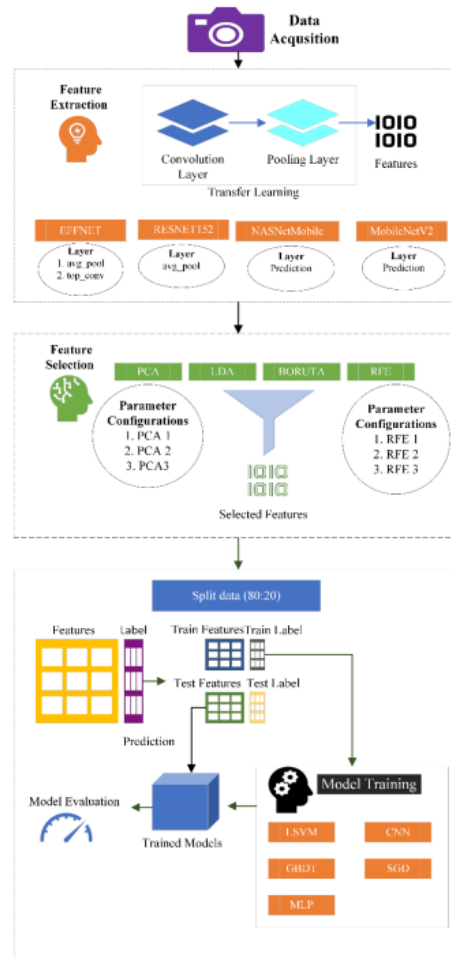 Data
Acqusition
Feature
Extraction
1010
1010
Convolution
Layer
Pooling Layer
Features
Transfer Learning
EFFNET
RESNET152
NASNetMobile
MobileNetV2
Layer
1. avg_pool
2. top_conv
Layer
avg_pool
Layer
Prediction
Layer
Prediction
Feature
Selection
PCA
LDA
BORUTA
RFE
Parameter
Configurations
1. PCA 1
2. PCA 2
3. PCA3
1010
1010
Selected Features
Parameter
Configurations
1. RFE 1
2. RFE 2
3. RFE 3
Split data (80:20)
Features
Label
Train Features
Train Label
Test Features
Test Label
Prediction
Model Evaluation
Trained Models
Model Training
LSVM
CNN
GBDT
SGD
MLP